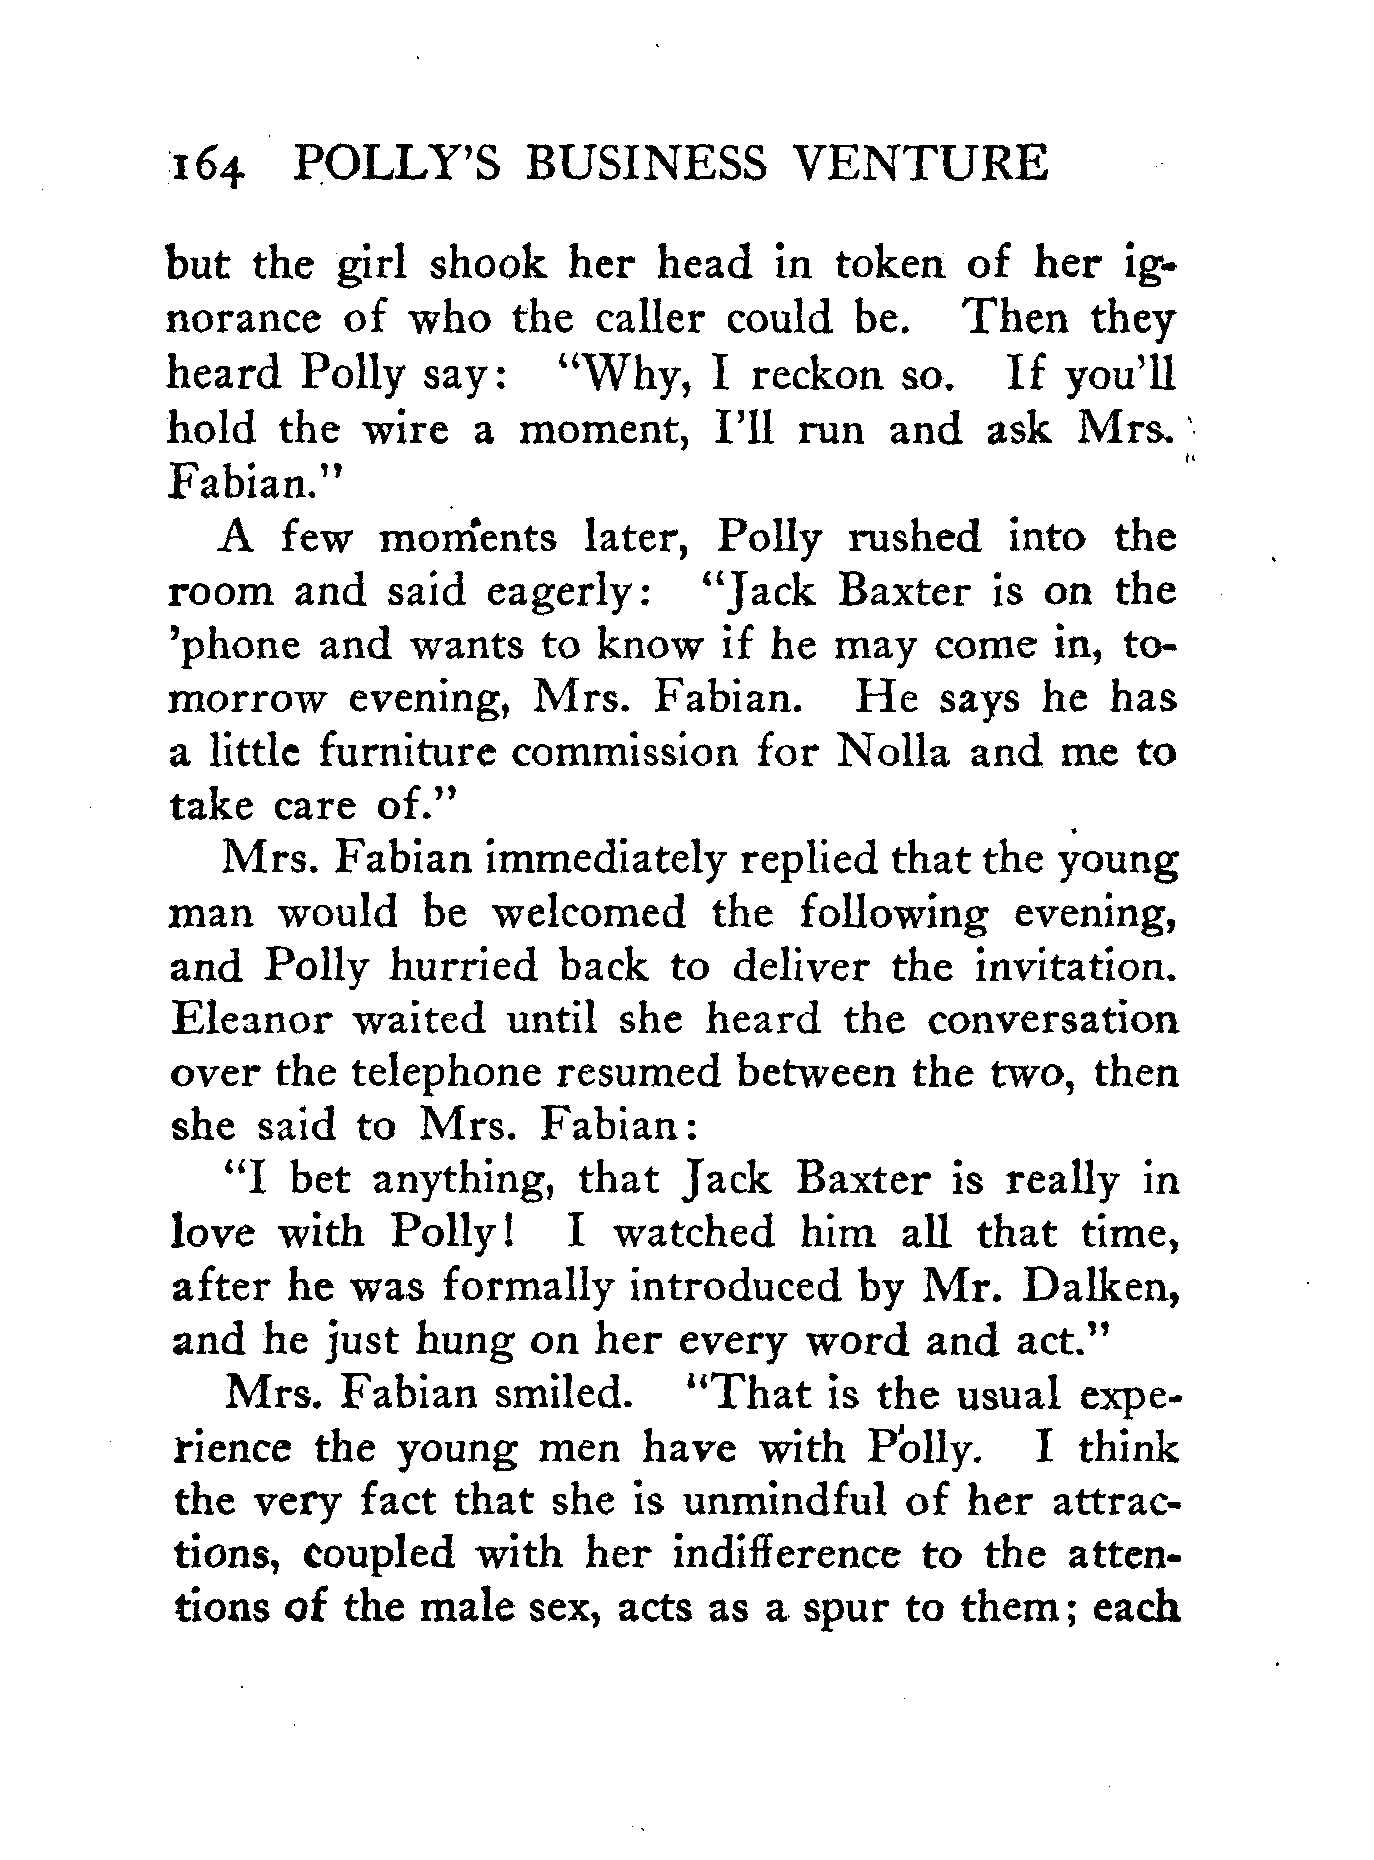 164 POLLY'S BUSINESS VENTURE
but the girl shook her head in token of her ig-
norance of who the caller could be. Then they
heard Polly say: "Why, I reckon so. If you'll
hold the wire a moment, I'll run and ask Mrs.
Fabian."
A few moments later, Polly rushed into the
room and said eagerly: "Jack Baxter is on the
'phone and wants to know if he may come in, to-
morrow evening, Mrs. Fabian. He says he has
a little furniture commission for Nolla and me to
take care of."
Mrs. Fabian immediately replied that the young
man would be welcomed the following evening,
and Polly hurried back to deliver the invitation.
Eleanor waited until she heard the conversation
over the telephone resumed between the two, then
she said to Mrs. Fabian:
"I bet anything, that Jack Baxter is really in
love with Polly! I watched him all that time,
after he was formally introduced by Mr. Dalken,
and he just hung on her every word and act."
Mrs. Fabian smiled. "That is the usual expe-
rience the young men have with Polly. I think
the very fact that she is unmindful of her attrac-
tions, coupled with her indifference to the atten-
tions of the male sex, acts as a spur to them; each